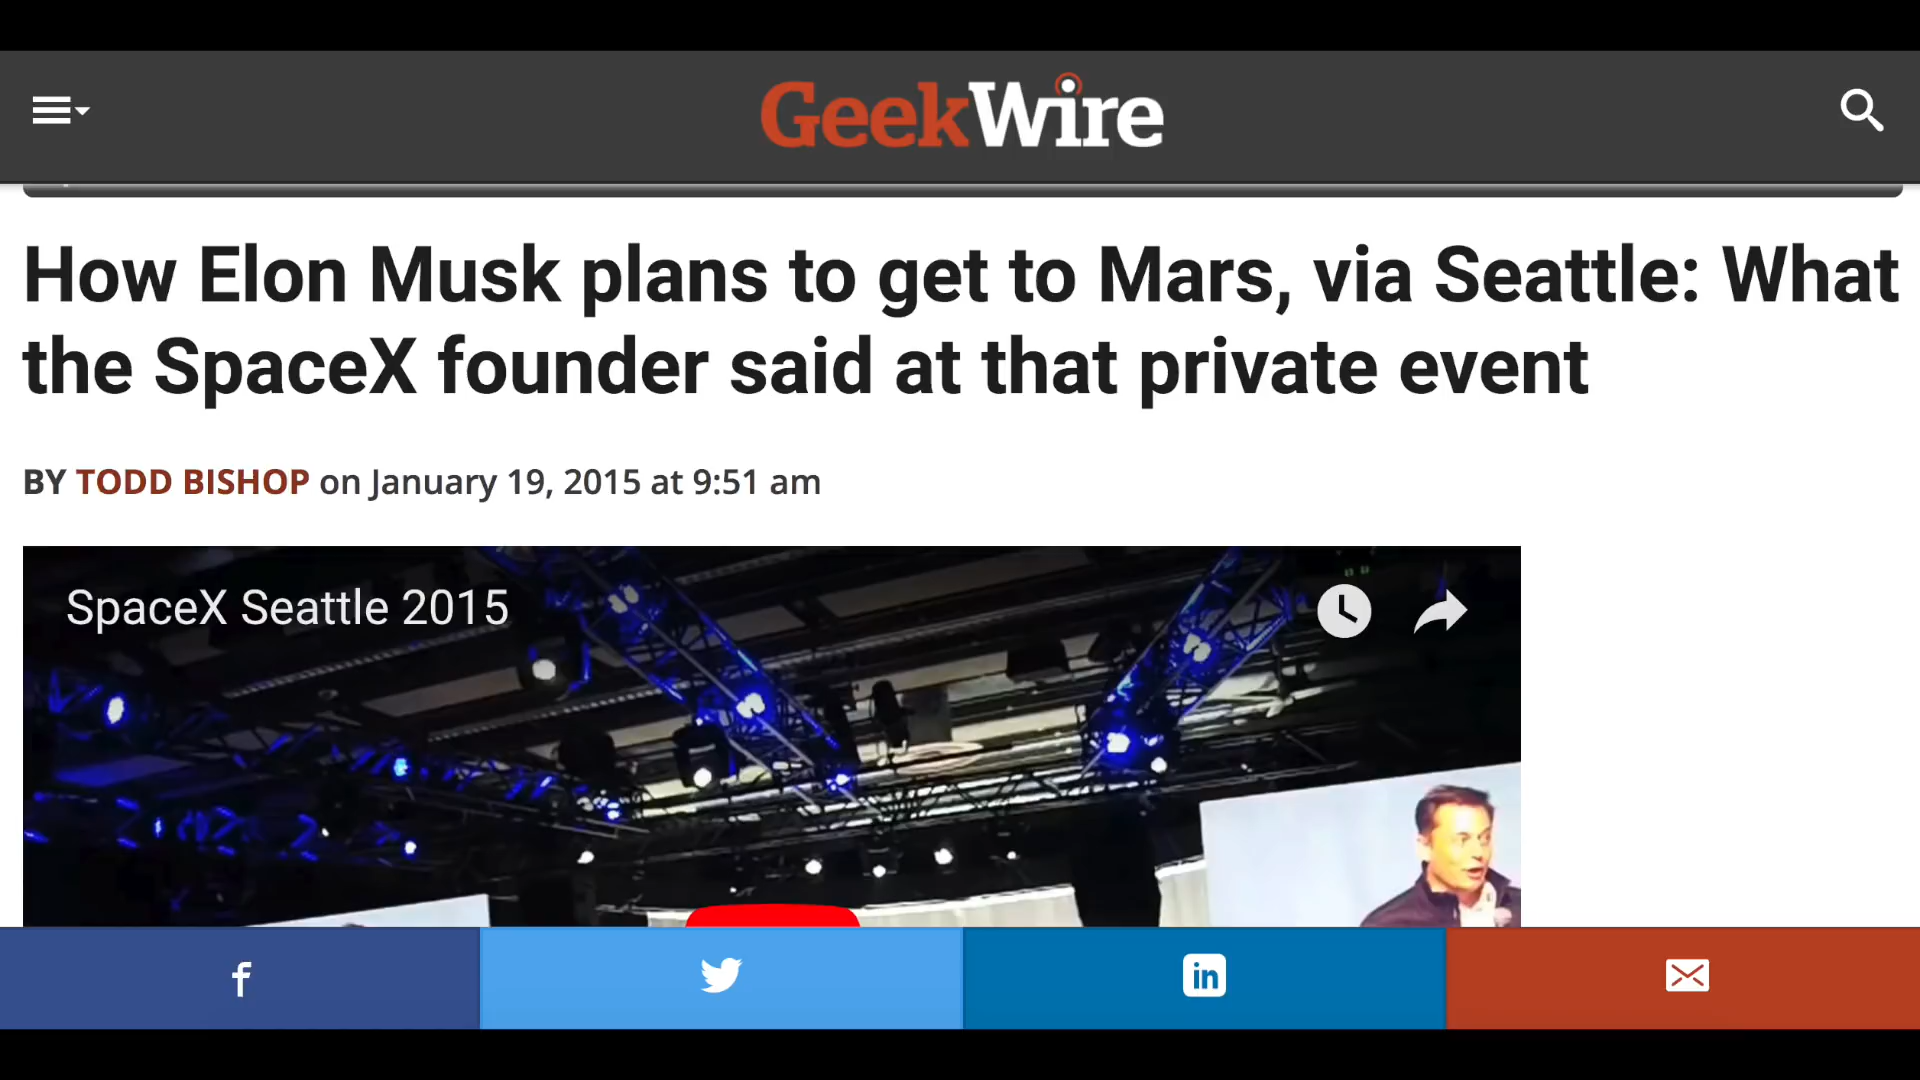 GeekWire
How Elon Musk plans to get to Mars, via Seattle: What
the SpaceX founder said at that private event
BY TODD BISHOP on January 19, 2015 at 9:51 am
SpaceX Seattle 2015
f
in